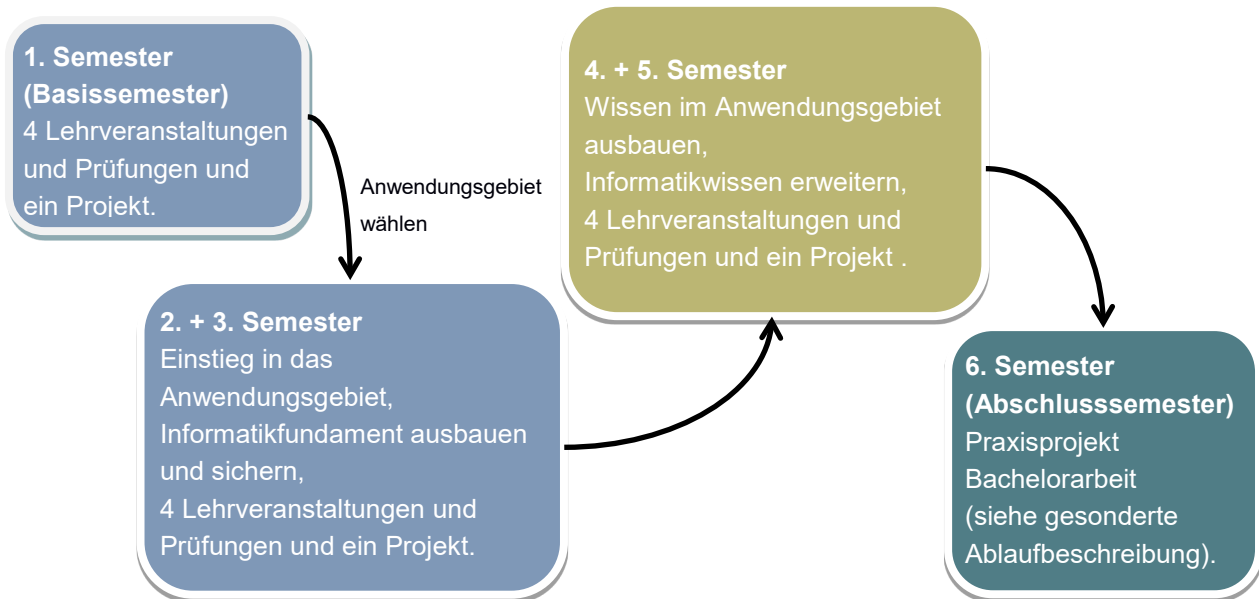 1. Semester
(Basissemester)
4 Lehrveranstaltungen
und Prüfungen und
ein Projekt.
Anwendungsgebiet
wählen
2. + 3. Semester
Einstieg in das
Anwendungsgebiet,
Informatikfundament ausbauen
und sichern,
4 Lehrveranstaltungen und
Prüfungen und ein Projekt.
4. + 5. Semester
Wissen im Anwendungsgebiet
ausbauen,
Informatikwissen erweitern,
4 Lehrveranstaltungen und
Prüfungen und ein Projekt .
6. Semester
(Abschlusssemester)
Praxisprojekt
Bachelorarbeit
(siehe gesonderte
Ablaufbeschreibung).